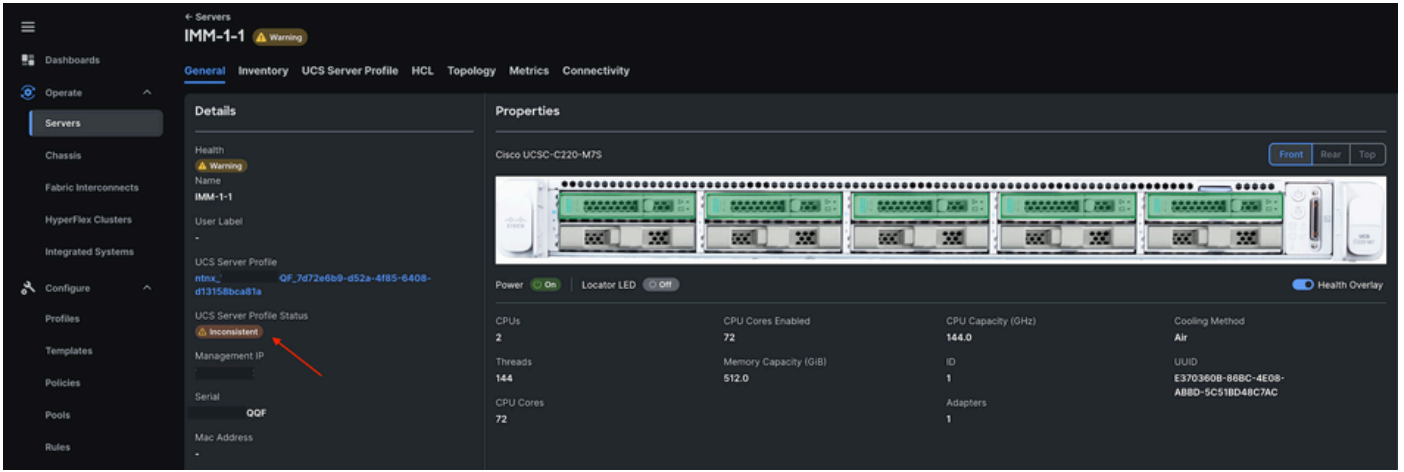 ← Servers
IMM-1-1 Warning
Dashboards
Operate
Servers
Chassis
Fabric Interconnects
HyperFlex Clusters
Integrated Systems
Configure
Profiles
Templates
Policies
Pools
Rules
General Inventory UCS Server Profile HCL Topology Metrics Connectivity
Details
Health
Warning
Name
IMM-1-1
User Label
-
UCS Server Profile
ntnx_ QF_7d72e6b9-d52a-4f85-6408-
d13158bca81a
UCS Server Profile Status
Inconsistent
Management IP
Serial
QQF
Mac Address
-
Properties
Cisco UCSC-C220-M7S
Front Rear Top
Power On Locator LED Off
Health Overlay
CPUs
2
CPU Cores Enabled
72
CPU Capacity (GHz)
144.0
Cooling Method
Air
Threads
144
Memory Capacity (GiB)
512.0
ID
1
UUID
E370360B-86BC-4E08-
ABBD-5C51BD48C7AC
CPU Cores
72
Adapters
1